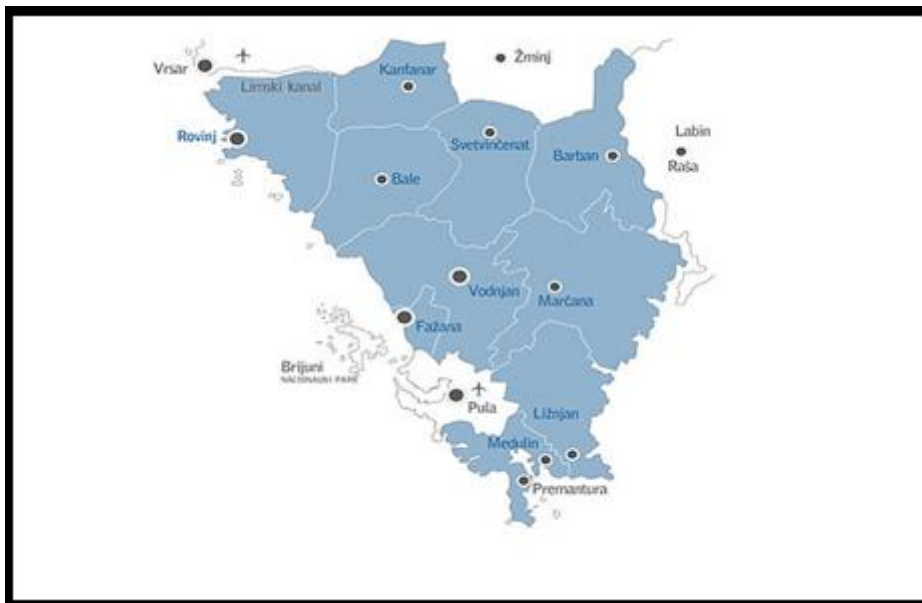 Žminj
Vrsar
Kanfanar
Limski kanal
Rovinj
Svetvinčenat
Labin
Barban
Raša
Bale
Vodnjan
Marčana
Fažana
Brijuni
NACIONALNI PARK
Pula
Ližnjan
Medulin
Premantura